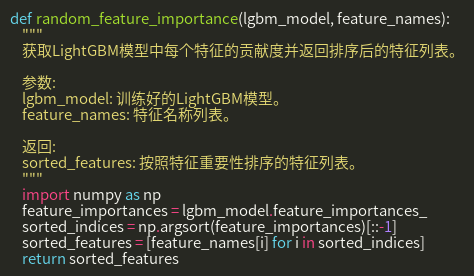 def random_feature_importance(lgbm_model, feature_names):
"""
获取LightGBM模型中每个特征的贡献度并返回排序后的特征列表。
参数:
lgbm_model: 训练好的LightGBM模型。
feature_names: 特征名称列表。
返回:
sorted_features: 按照特征重要性排序的特征列表。
"""
import numpy as np
feature_importances = lgbm_model.feature_importances_
sorted_indices = np.argsort(feature_importances)[::-1]
sorted_features = [feature_names[i] for i in sorted_indices]
return sorted_features